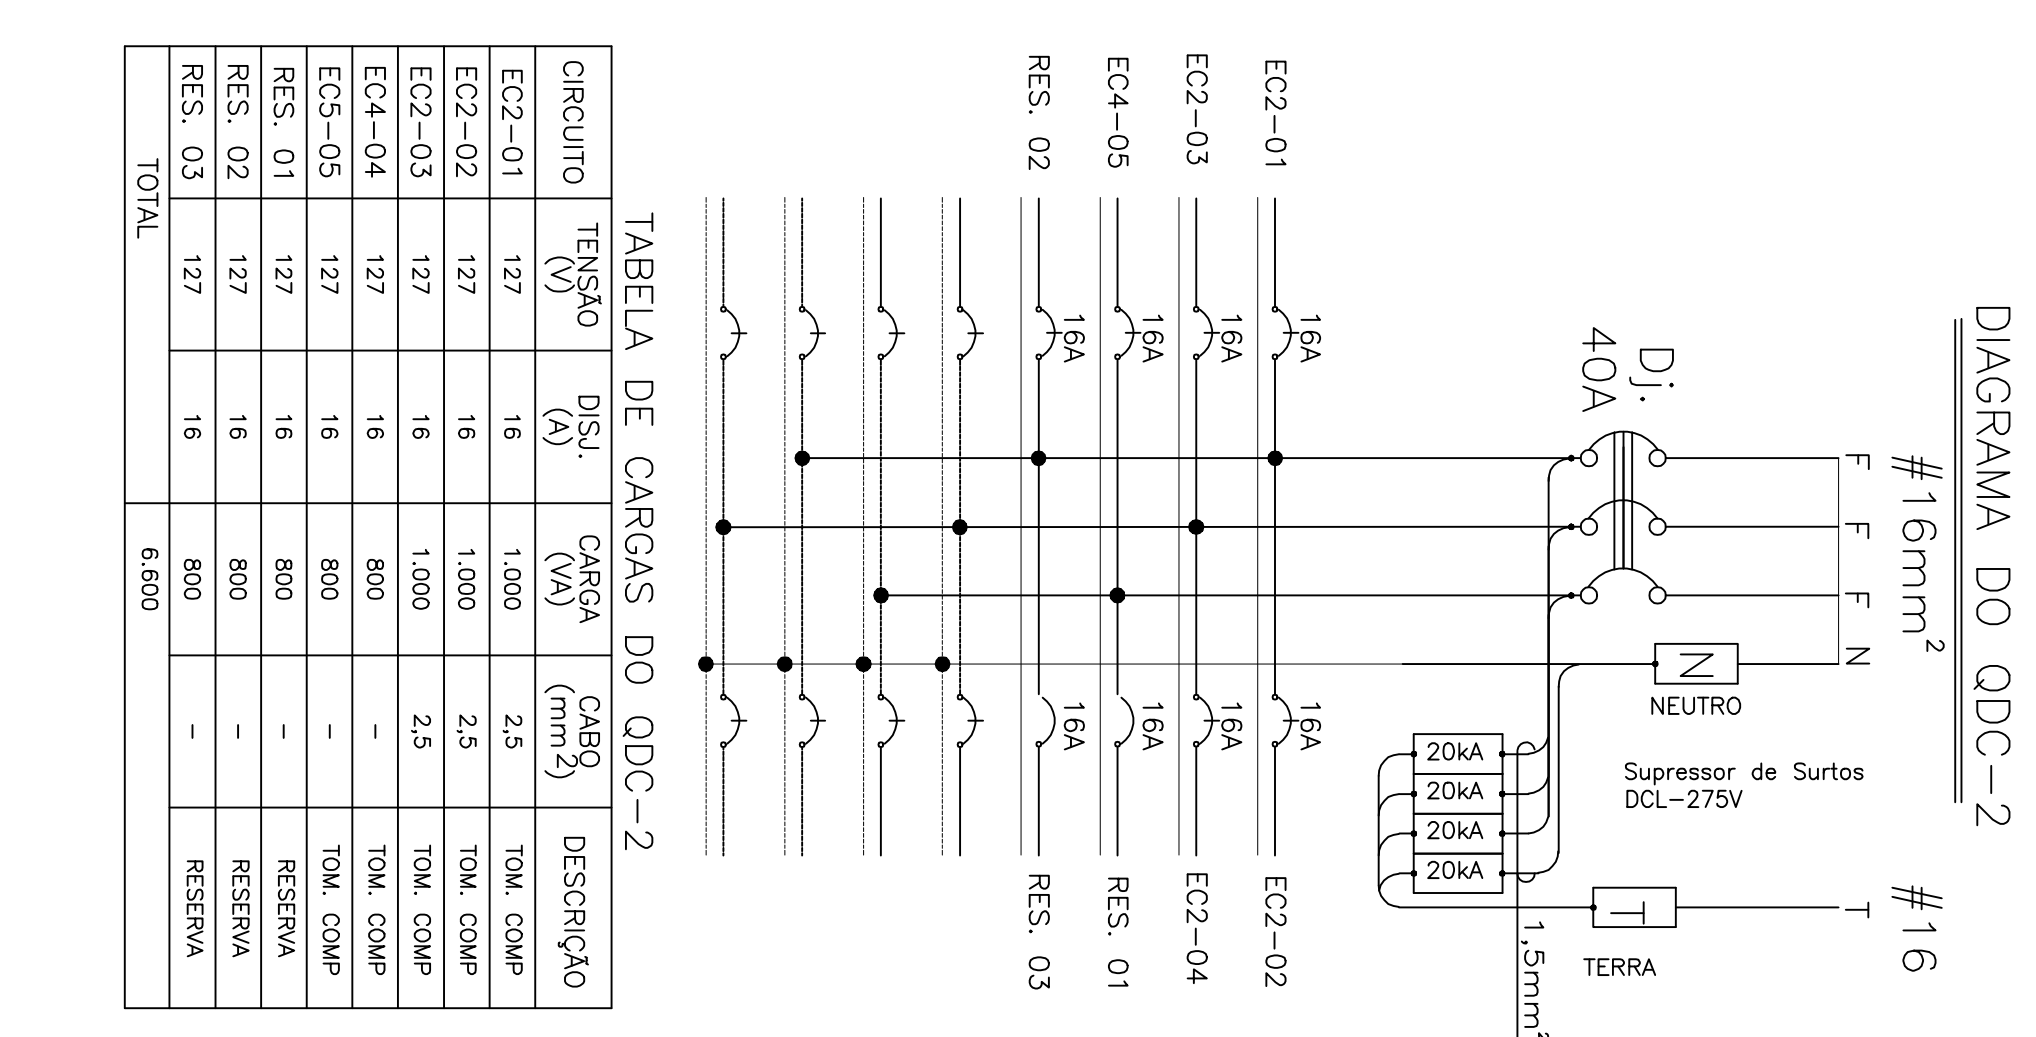 DIAGRAMA DO QDC-2
#16mm²
#16
F
F
F
N
T
Dj.
40A
N
NEUTRO
Supressor de Surtos
DCL-275V
20kA
20kA
20kA
20kA
T
TERRA
1,5mm²
EC2-01
16A
16A
EC2-02
EC2-03
16A
16A
EC2-04
EC4-05
16A
16A
RES. 01
RES. 02
16A
16A
RES. 03
TABELA DE CARGAS DO QDC-2
CIRCUITO TENSÃO (V) DISJ. (A) CARGA (VA) CABO (mm2) DESCRIÇÃO
EC2-01 127 16 1.000 2,5 TOM. COMP
EC2-02 127 16 1.000 2,5 TOM. COMP
EC2-03 127 16 1.000 2,5 TOM. COMP
EC4-04 127 16 800 - TOM. COMP
EC5-05 127 16 800 - TOM. COMP
RES. 01 127 16 800 - RESERVA
RES. 02 127 16 800 - RESERVA
RES. 03 127 16 800 - RESERVA
TOTAL 6.600